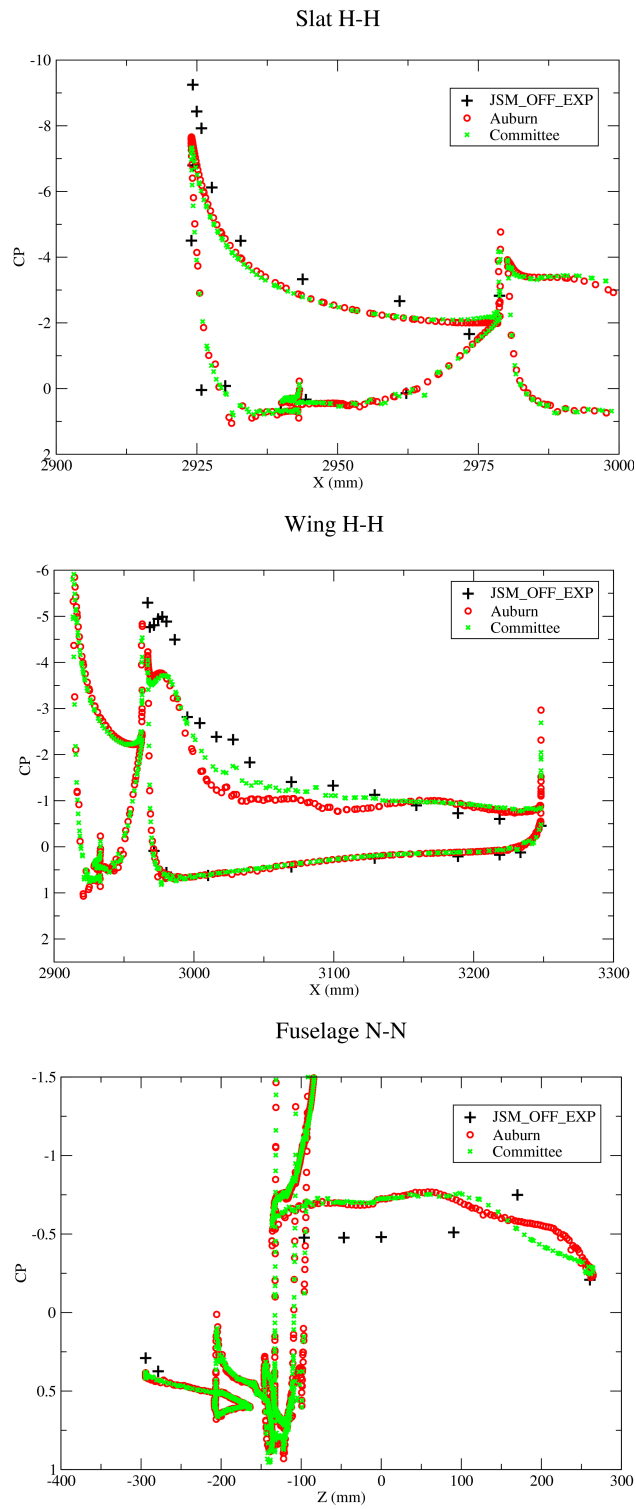 Slat H-H
-10
-8
-6
-4
-2
0
2
CP
JSM_OFF_EXP
Auburn
Committee
2900
2925
2950
2975
3000
X (mm)
Wing H-H
-6
-5
-4
-3
-2
-1
0
1
2
CP
JSM_OFF_EXP
Auburn
Committee
2900
3000
3100
3200
3300
X (mm)
Fuselage N-N
-1.5
-1
-0.5
0
0.5
1
CP
JSM_OFF_EXP
Auburn
Committee
-400
-300
-200
-100
0
100
200
300
Z (mm)